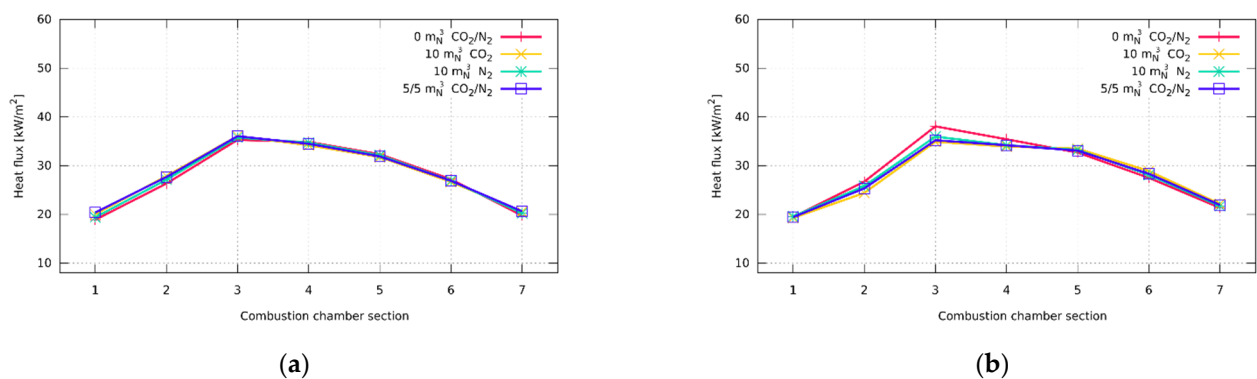 60
50
40
30
20
10
Heat flux [kW/m²]
0 m³N CO₂/N₂
10 m³N CO₂
10 m³N N₂
5/5 m³N CO₂/N₂
1 2 3 4 5 6 7
Combustion chamber section
(a)
60
50
40
30
20
10
Heat flux [kW/m²]
0 m³N CO₂/N₂
10 m³N CO₂
10 m³N N₂
5/5 m³N CO₂/N₂
1 2 3 4 5 6 7
Combustion chamber section
(b)